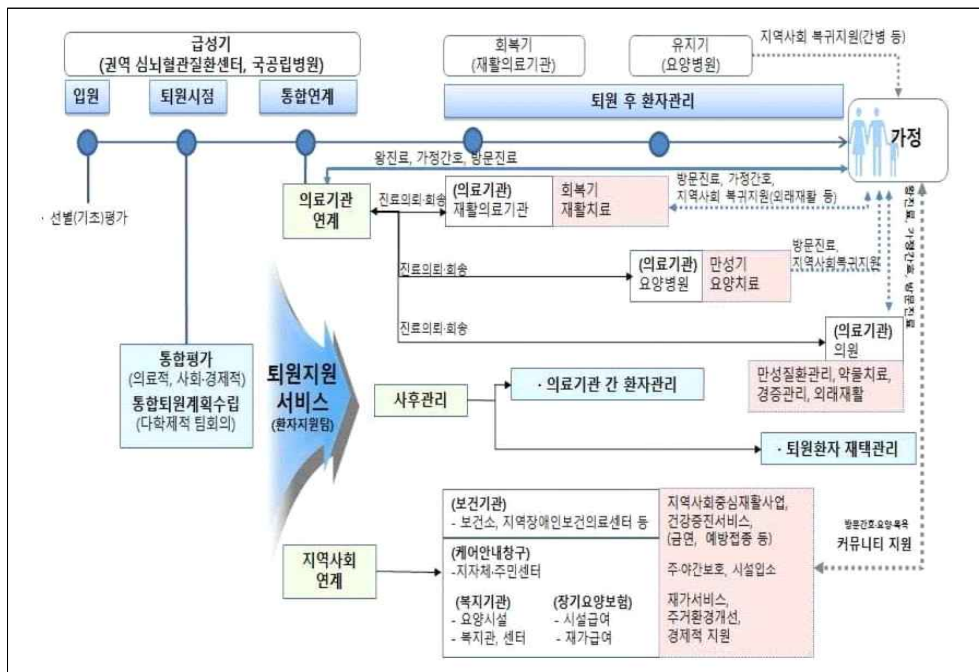 급성기
(권역 심뇌혈관질환센터, 국공립병원)
회복기
(재활의료기관)
유지기
(요양병원)
지역사회 복귀지원(간병 등)
입원
퇴원시점
통합연계
퇴원 후 환자관리
가정
왕진료, 가정간호, 방문진료
· 선별(기초)평가
의료기관
연계
진료의뢰·회송
(의료기관)
재활의료기관
회복기
재활치료
방문진료, 가정간호,
지역사회 복귀지원(외래재활 등)
진료의뢰·회송
(의료기관)
요양병원
만성기
요양치료
방문진료,
지역사회복귀지원
왕진료, 가정간호, 방문진료
진료의뢰·회송
(의료기관)
의원
만성질환관리, 약물치료,
경증관리, 외래재활
통합평가
(의료적, 사회·경제적)
통합퇴원계획수립
(다학제적 팀회의)
퇴원지원
서비스
(환자지원팀)
사후관리
· 의료기관 간 환자관리
· 퇴원환자 재택관리
지역사회
연계
(보건기관)
- 보건소, 지역장애인보건의료센터 등
(케어안내창구)
-지자체·주민센터
(복지기관)
- 요양시설
- 복지관, 센터
(장기요양보험)
- 시설급여
- 재가급여
지역사회중심재활사업,
건강증진서비스,
(금연, 예방접종 등)
주·야간보호, 시설입소
재가서비스,
주거환경개선,
경제적 지원
방문간호·요양·목욕
커뮤니티 지원